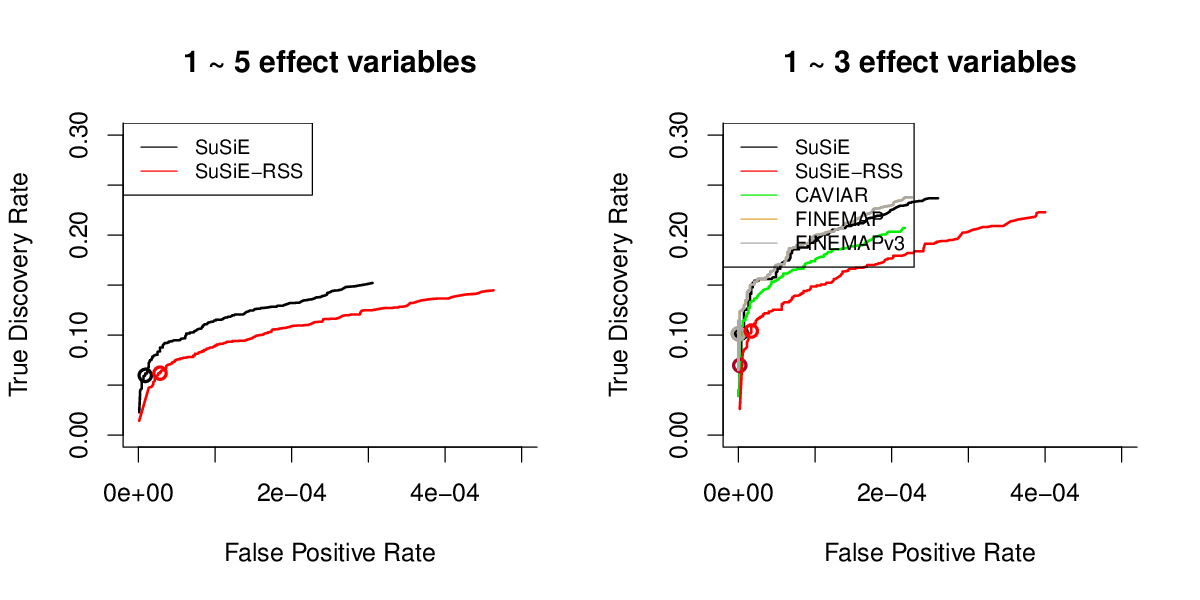 1 ~ 5 effect variables
True Discovery Rate
0.00 0.10 0.20 0.30
SuSiE
SuSiE−RSS
0e+00 2e−04 4e−04
False Positive Rate
1 ~ 3 effect variables
True Discovery Rate
0.00 0.10 0.20 0.30
SuSiE
SuSiE−RSS
CAVIAR
FINEMAP
FINEMAPv3
0e+00 2e−04 4e−04
False Positive Rate